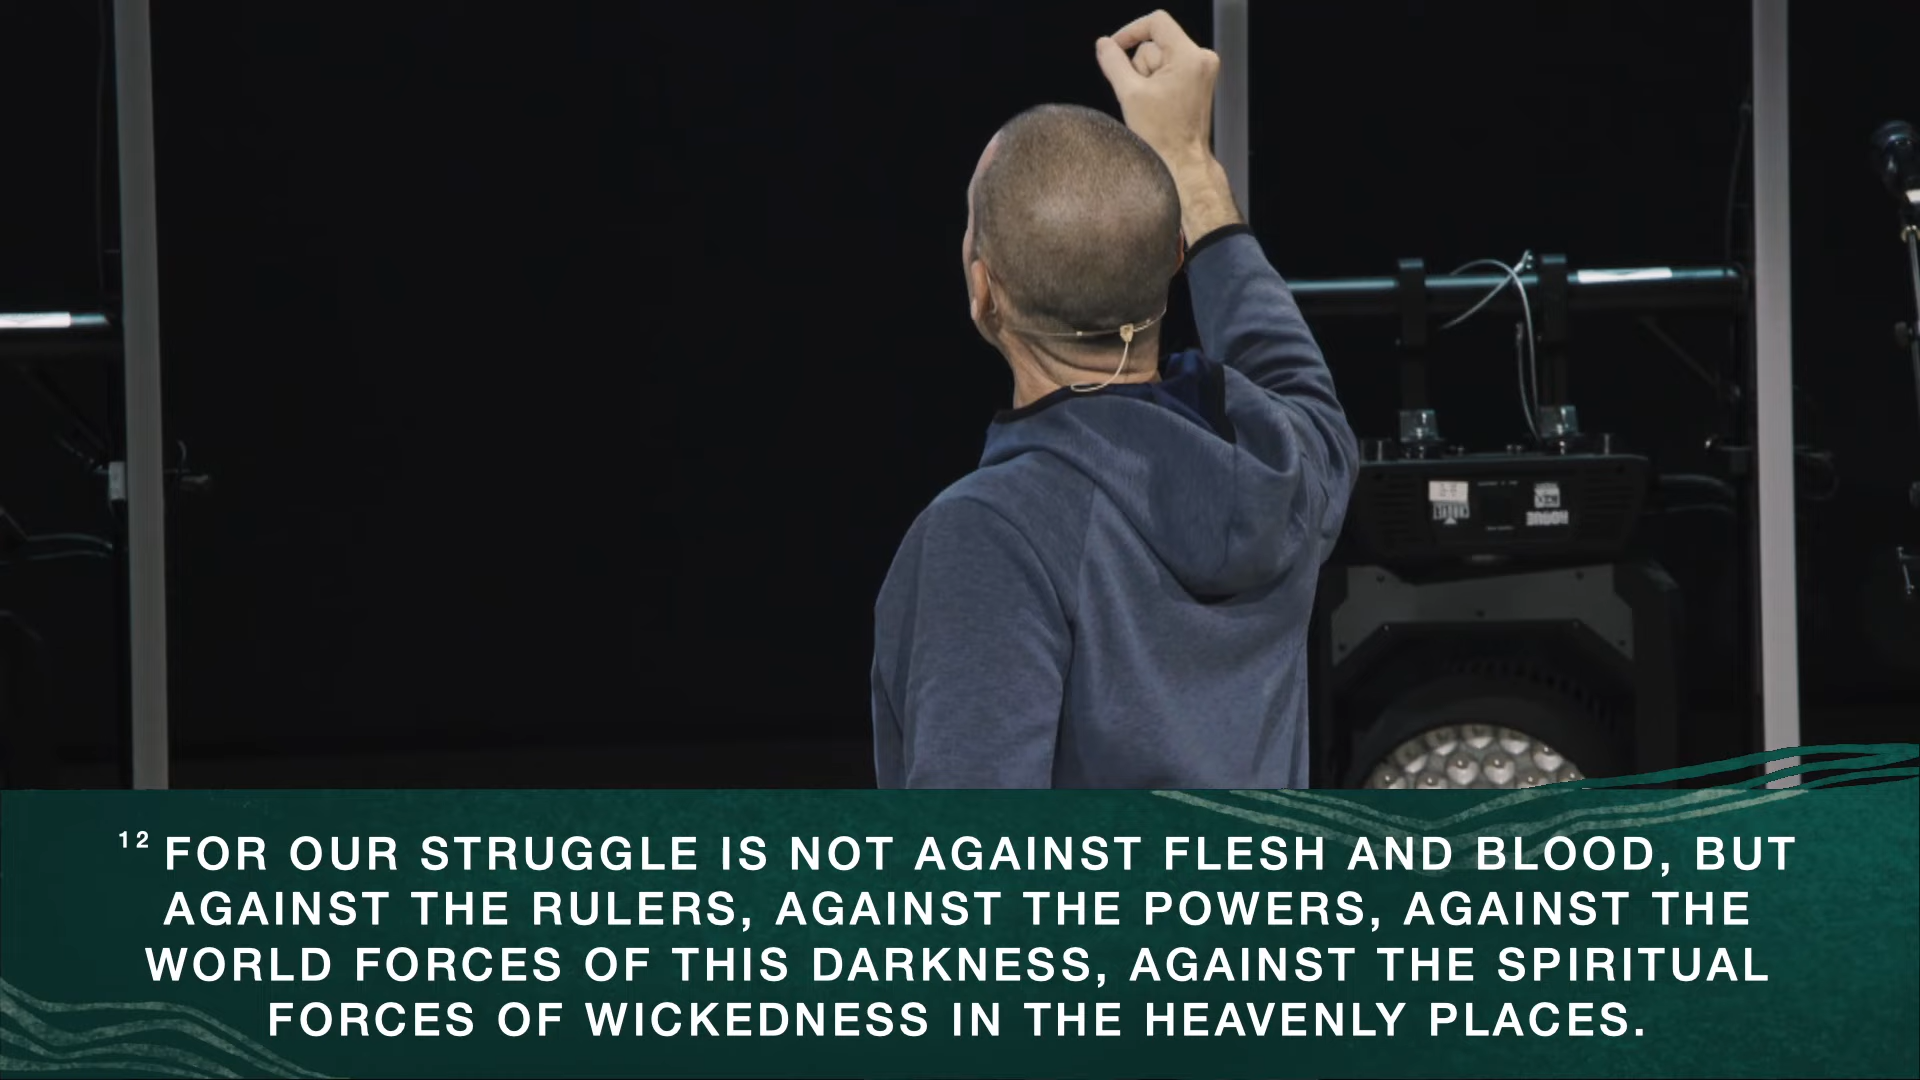 12 FOR OUR STRUGGLE IS NOT AGAINST FLESH AND BLOOD, BUT
AGAINST THE RULERS, AGAINST THE POWERS, AGAINST THE
WORLD FORCES OF THIS DARKNESS, AGAINST THE SPIRITUAL
FORCES OF WICKEDNESS IN THE HEAVENLY PLACES.